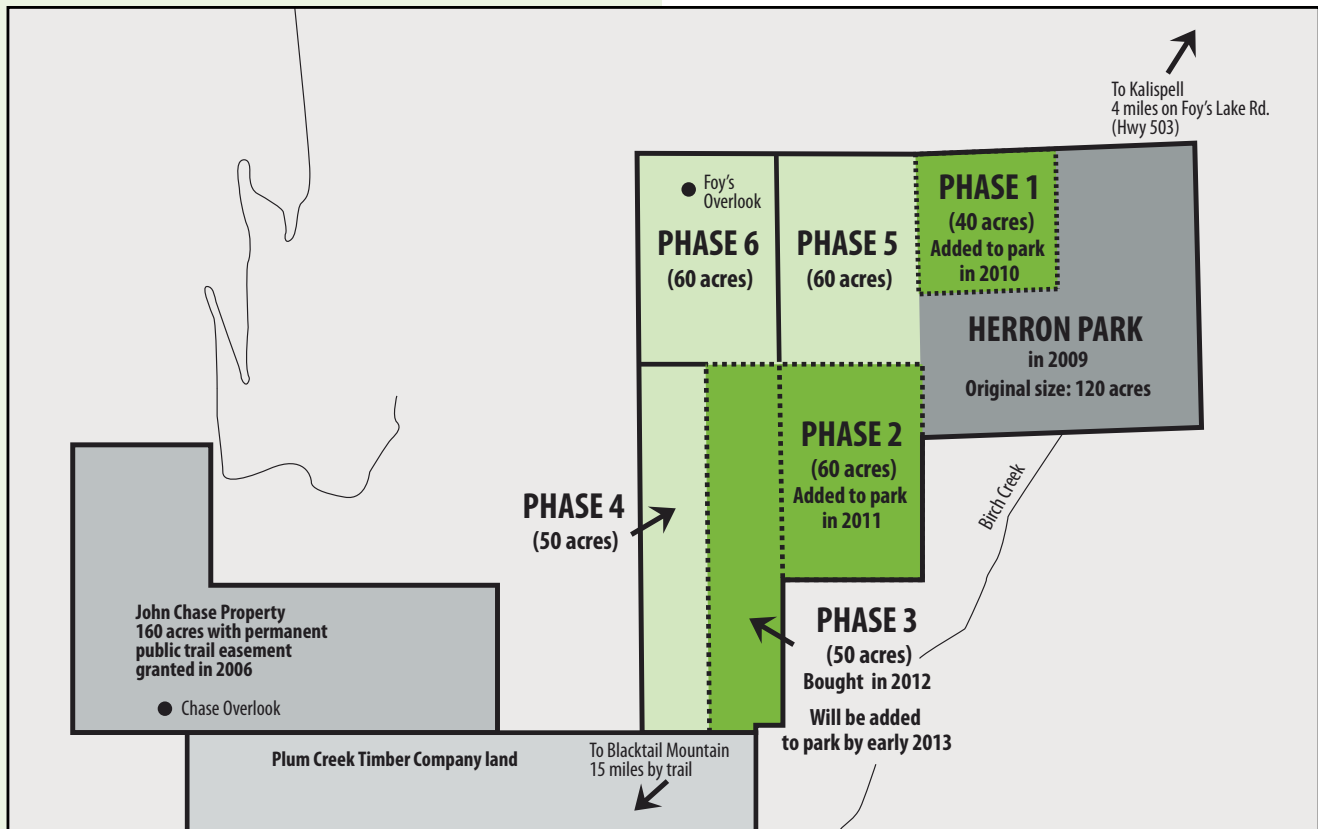 To Kalispell
4 miles on Foy's Lake Rd.
(Hwy 503)
Foy's
Overlook
PHASE 6
(60 acres)
PHASE 5
(60 acres)
PHASE 1
(40 acres)
Added to park
in 2010
HERRON PARK
in 2009
Original size: 120 acres
PHASE 2
(60 acres)
Added to park
in 2011
PHASE 4
(50 acres)
Birch Creek
PHASE 3
(50 acres)
Bought in 2012
Will be added
to park by early 2013
John Chase Property
160 acres with permanent
public trail easement
granted in 2006
Chase Overlook
Plum Creek Timber Company land
To Blacktail Mountain
15 miles by trail